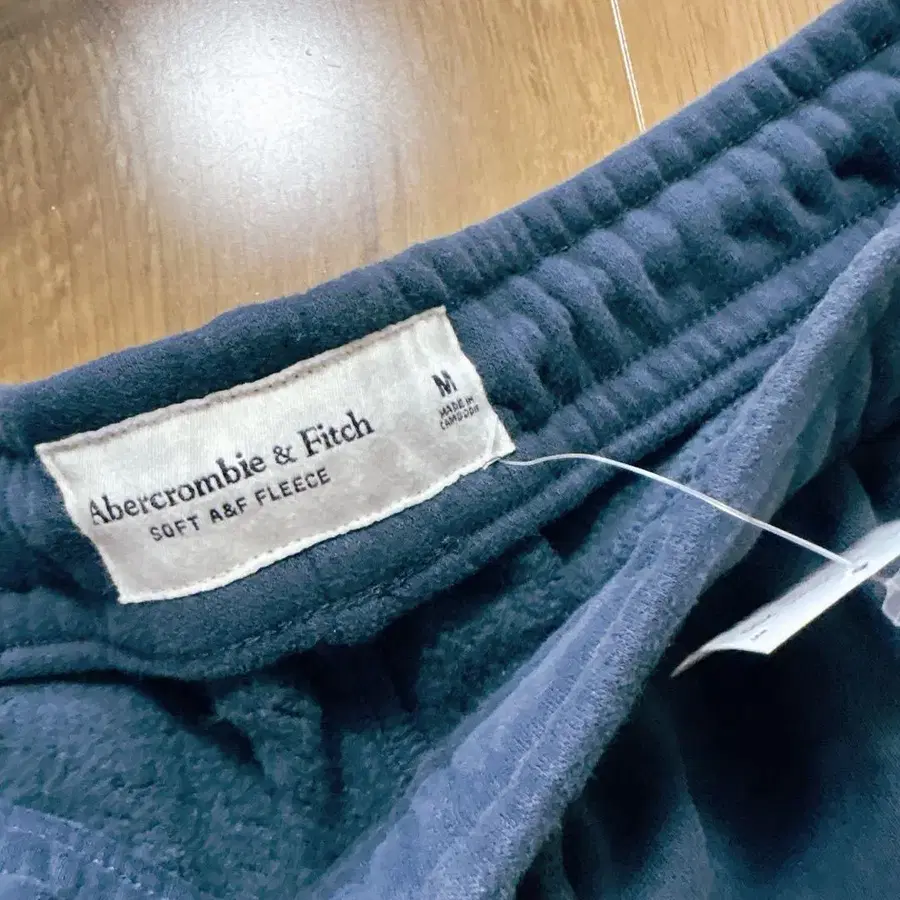 Abercrombie & Fitch
SOFT A&F FLEECE
M
MADE IN
CAMBODIA